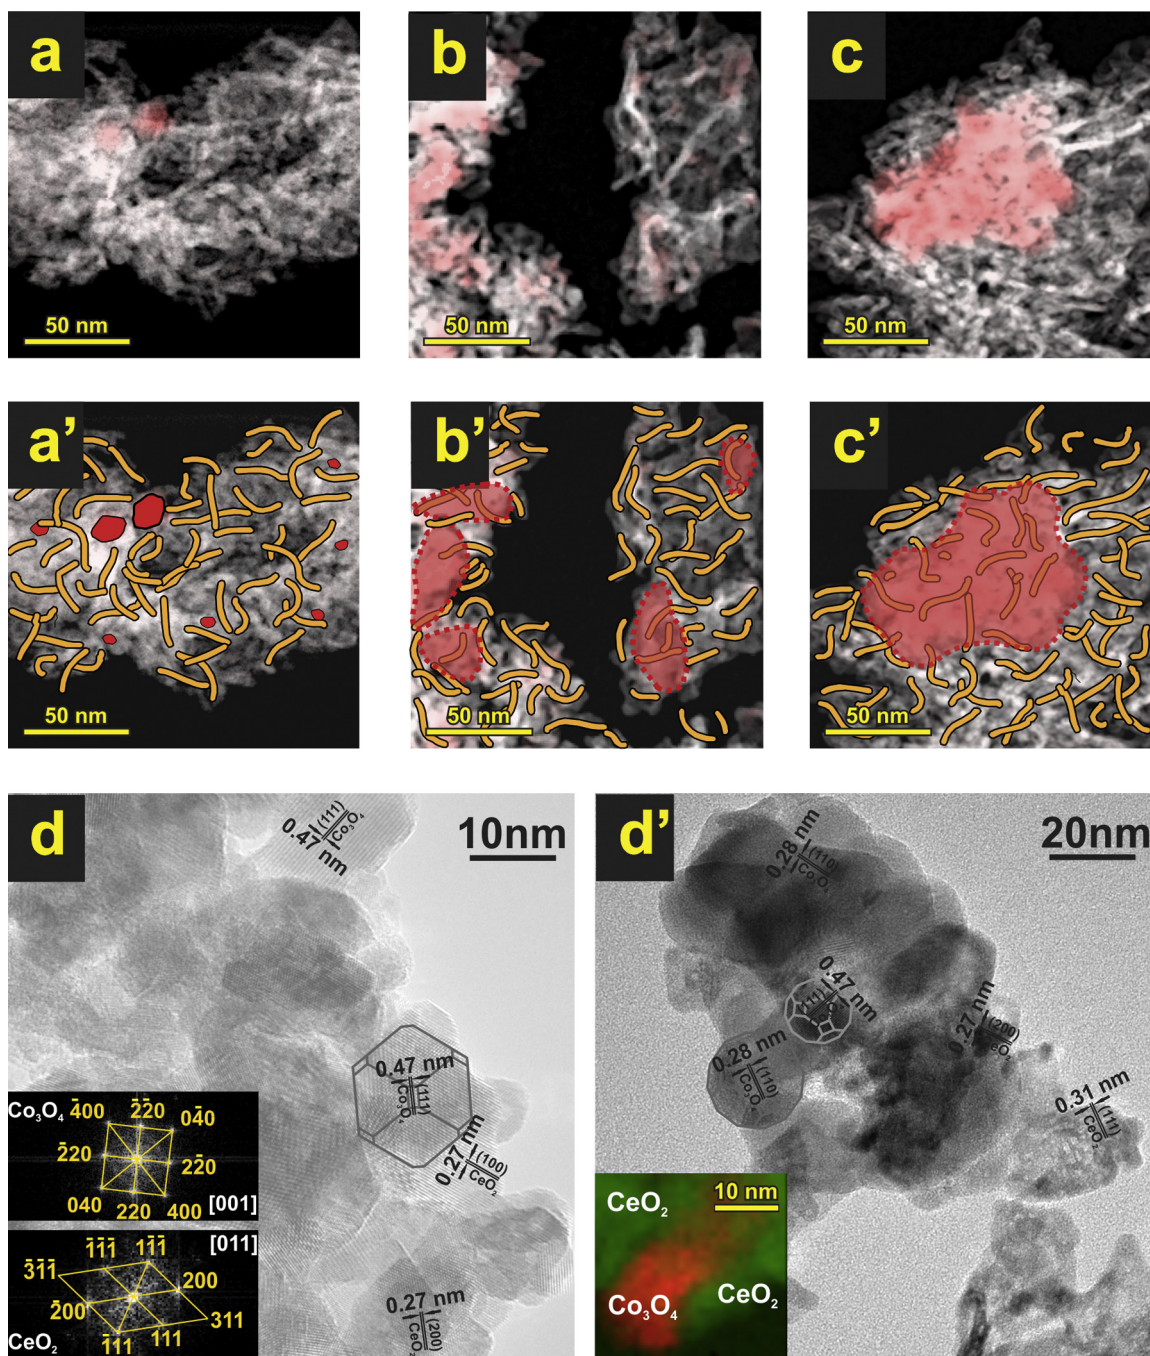 a
b
c
50 nm
50 nm
50 nm
a’
b’
c’
50 nm
50 nm
50 nm
d
10nm
0.47 nm
(111)
Co₃O₄
0.47 nm
(111)
Co₃O₄
0.27 nm
(100)
CeO₂
0.27 nm
(200)
CeO₂
Co₃O₄
4̄00
2̄2̄0
04̄0
2̄20
22̄0
040
220
400
[001]
[011]
3̄1̄1̄
1̄1̄1̄
11̄1̄
2̄00
200
1̄11
111
311
CeO₂
d’
20nm
0.28 nm
(110)
Co₃O₄
0.47 nm
(111)
0.28 nm
(110)
Co₃O₄
0.27 nm
(200)
CeO₂
0.31 nm
(111)
CeO₂
CeO₂
10 nm
CeO₂
Co₃O₄